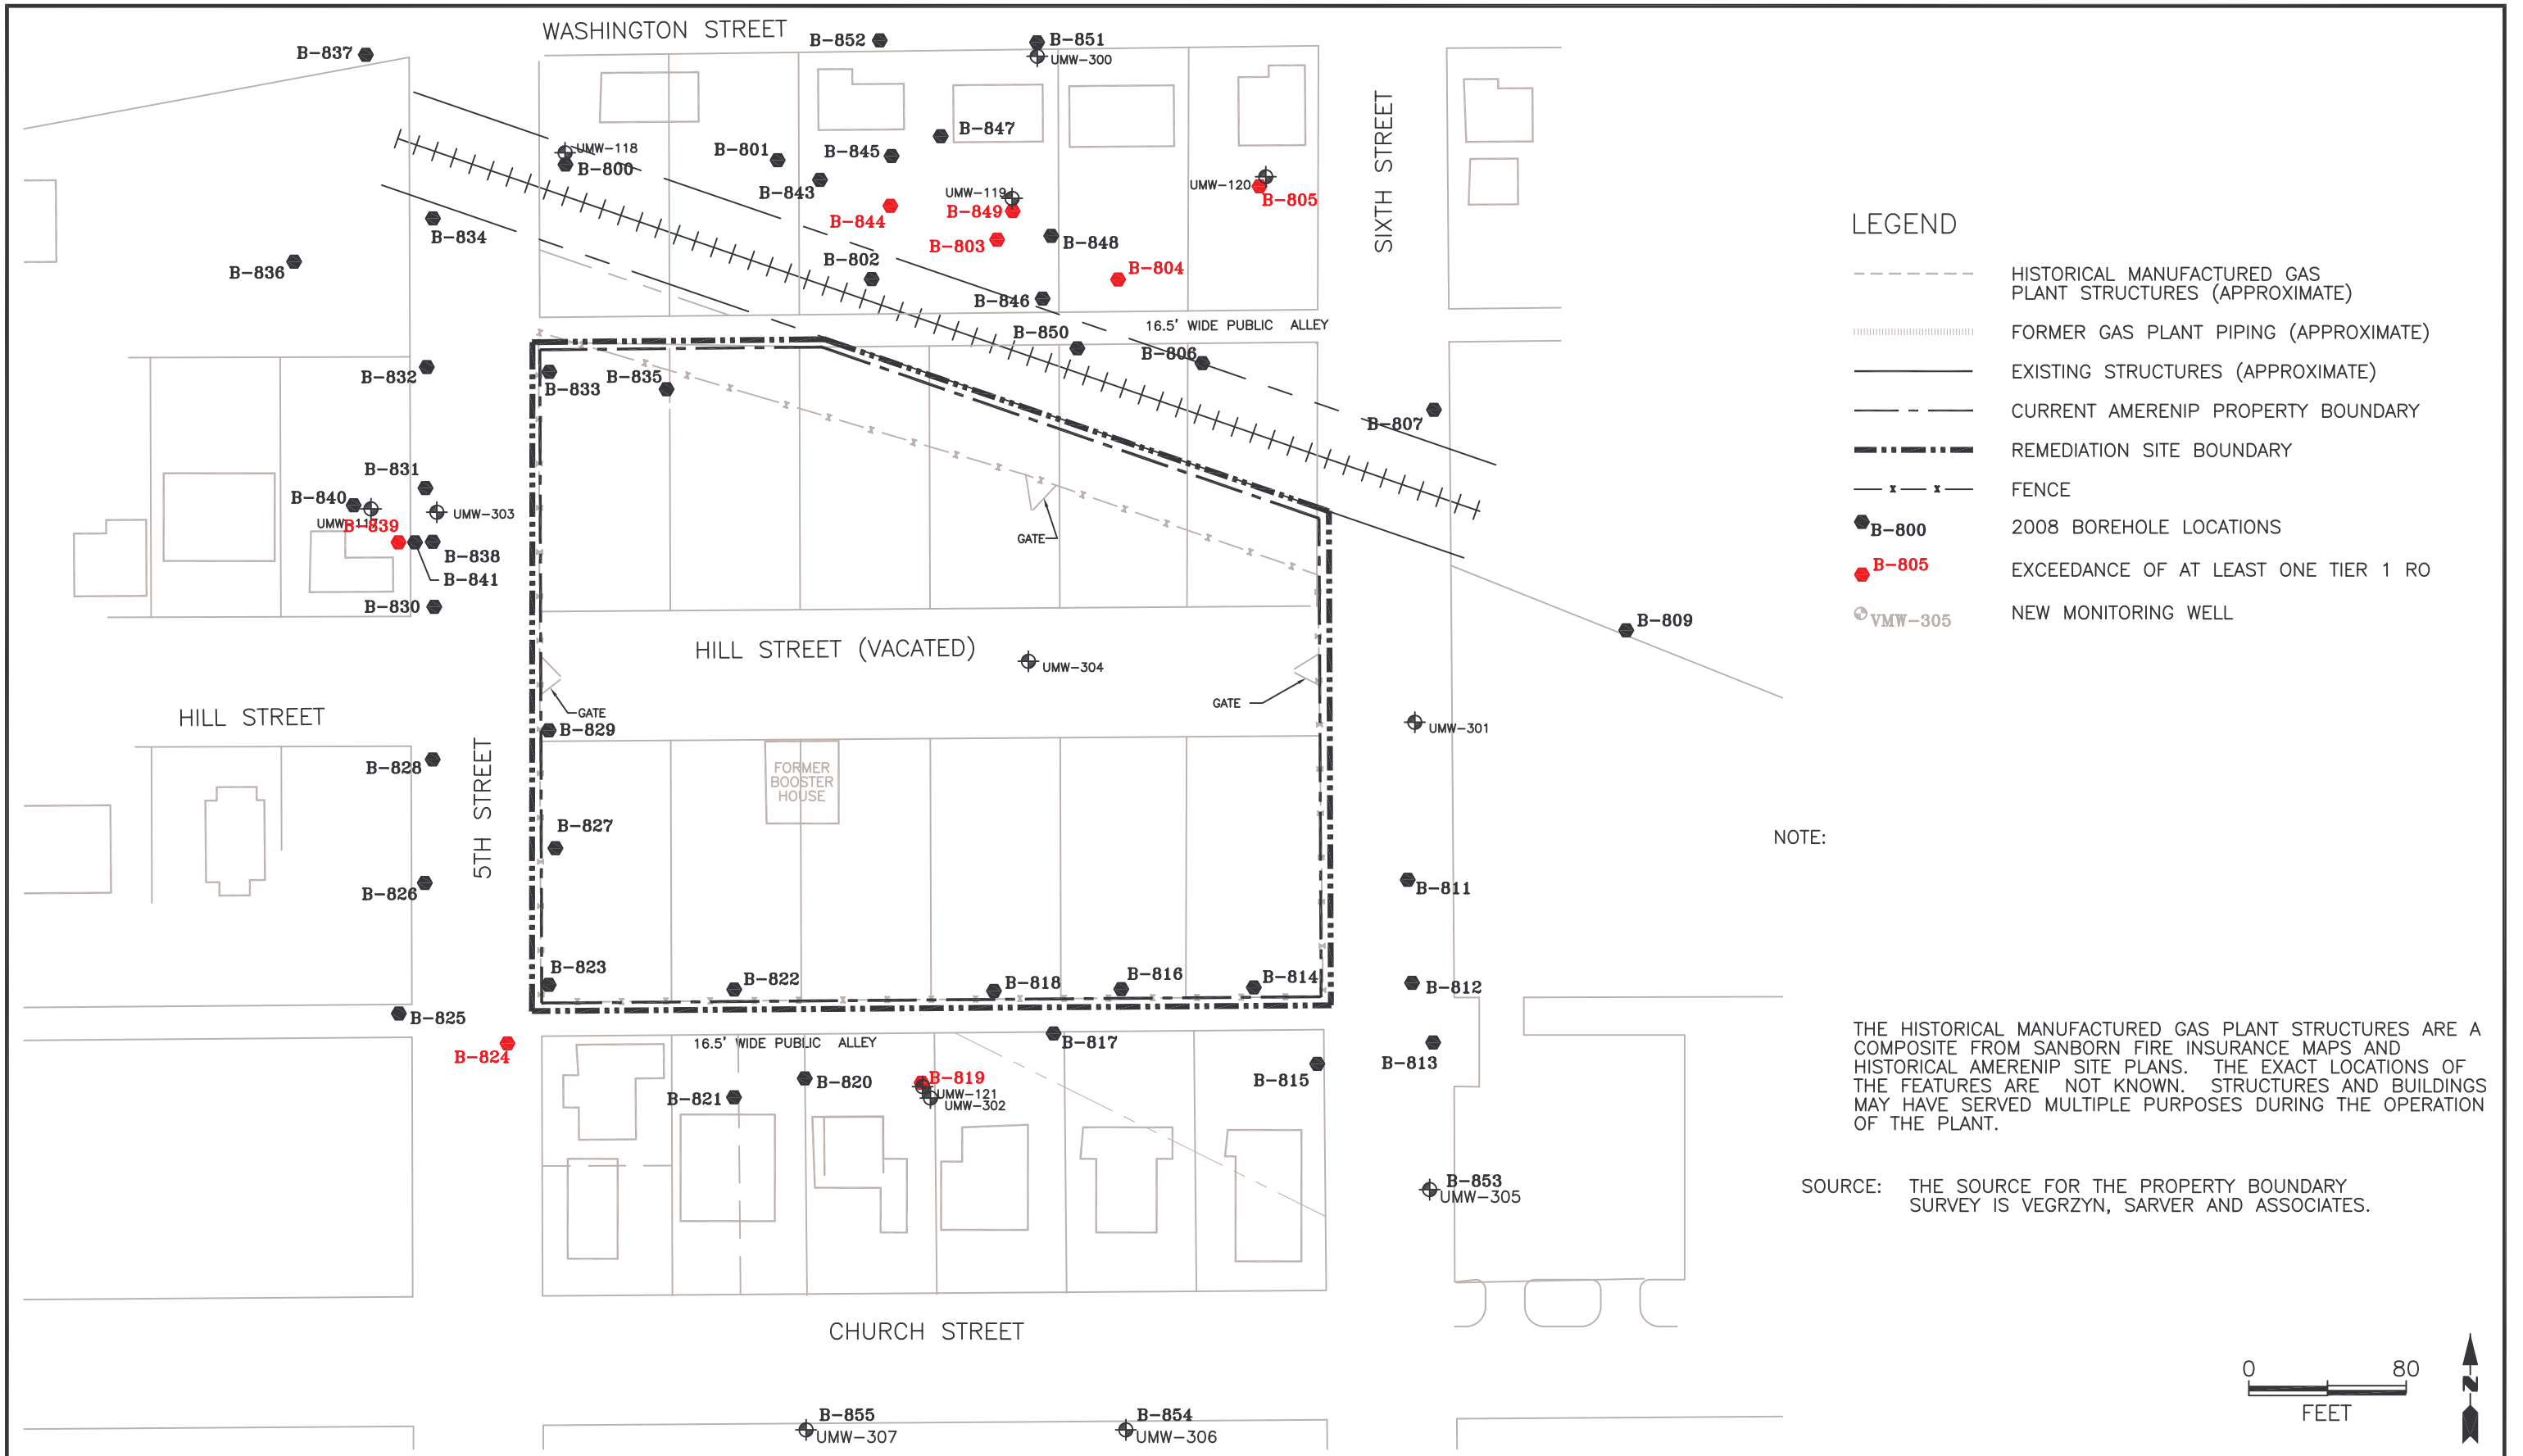 WASHINGTON STREET
B-837
B-852
B-851
UMW-300
SIXTH STREET
UMW-118
B-800
B-801
B-845
B-847
B-843
B-844
UMW-119
B-849
B-803
B-848
UMW-120
B-805
B-804
B-834
B-836
B-802
B-846
16.5' WIDE PUBLIC ALLEY
B-850
B-806
B-807
B-832
B-833
B-835
B-831
B-840
UMW-303
B-839
B-838
B-841
B-830
GATE
B-809
HILL STREET (VACATED)
UMW-304
GATE
GATE
HILL STREET
B-829
UMW-301
B-828
5TH STREET
FORMER
BOOSTER
HOUSE
B-827
B-826
B-811
B-823
B-822
B-818
B-816
B-814
B-812
B-825
B-824
16.5' WIDE PUBLIC ALLEY
B-817
B-813
B-821
B-820
B-819
UMW-121
UMW-302
B-815
B-853
UMW-305
CHURCH STREET
B-855
UMW-307
B-854
UMW-306
LEGEND
HISTORICAL MANUFACTURED GAS
PLANT STRUCTURES (APPROXIMATE)
FORMER GAS PLANT PIPING (APPROXIMATE)
EXISTING STRUCTURES (APPROXIMATE)
CURRENT AMERENIP PROPERTY BOUNDARY
REMEDIATION SITE BOUNDARY
FENCE
B-800 2008 BOREHOLE LOCATIONS
B-805 EXCEEDANCE OF AT LEAST ONE TIER 1 RO
VMW-305 NEW MONITORING WELL
NOTE:
THE HISTORICAL MANUFACTURED GAS PLANT STRUCTURES ARE A
COMPOSITE FROM SANBORN FIRE INSURANCE MAPS AND
HISTORICAL AMERENIP SITE PLANS. THE EXACT LOCATIONS OF
THE FEATURES ARE NOT KNOWN. STRUCTURES AND BUILDINGS
MAY HAVE SERVED MULTIPLE PURPOSES DURING THE OPERATION
OF THE PLANT.
SOURCE: THE SOURCE FOR THE PROPERTY BOUNDARY
SURVEY IS VEGRZYN, SARVER AND ASSOCIATES.
0 80
FEET
N